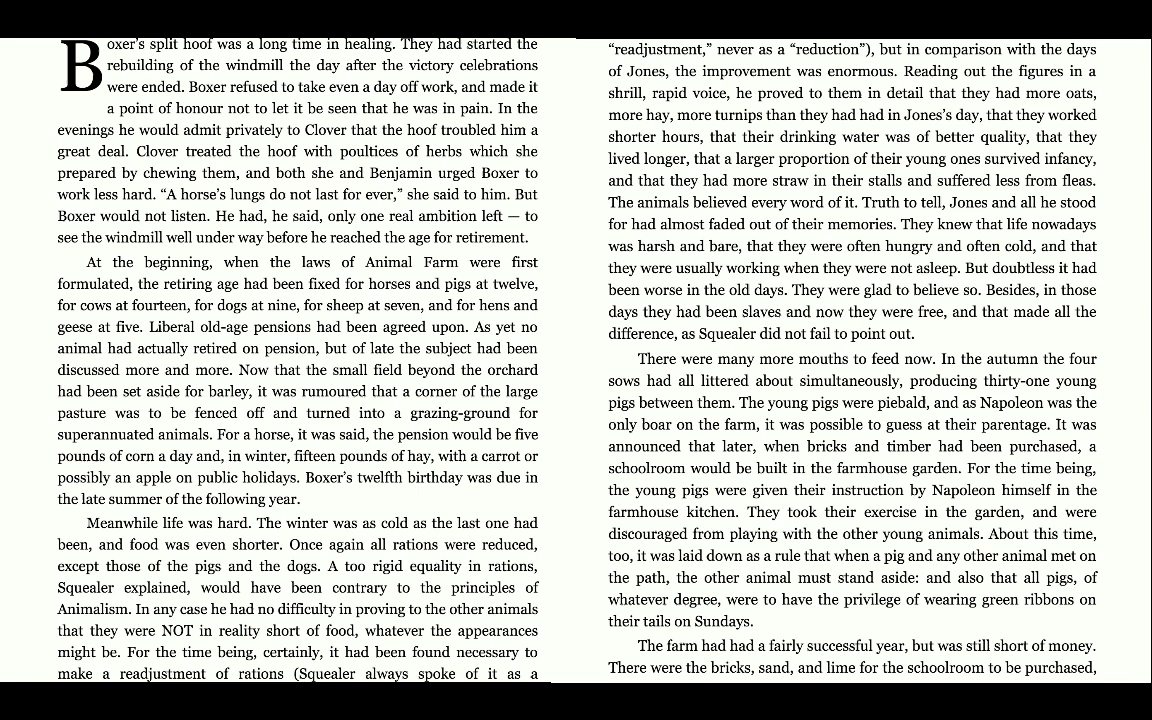 Boxer’s split hoof was a long time in healing. They had started the
rebuilding of the windmill the day after the victory celebrations
were ended. Boxer refused to take even a day off work, and made it
a point of honour not to let it be seen that he was in pain. In the
evenings he would admit privately to Clover that the hoof troubled him a
great deal. Clover treated the hoof with poultices of herbs which she
prepared by chewing them, and both she and Benjamin urged Boxer to
work less hard. “A horse’s lungs do not last for ever,” she said to him. But
Boxer would not listen. He had, he said, only one real ambition left — to
see the windmill well under way before he reached the age for retirement.
At the beginning, when the laws of Animal Farm were first
formulated, the retiring age had been fixed for horses and pigs at twelve,
for cows at fourteen, for dogs at nine, for sheep at seven, and for hens and
geese at five. Liberal old-age pensions had been agreed upon. As yet no
animal had actually retired on pension, but of late the subject had been
discussed more and more. Now that the small field beyond the orchard
had been set aside for barley, it was rumoured that a corner of the large
pasture was to be fenced off and turned into a grazing-ground for
superannuated animals. For a horse, it was said, the pension would be five
pounds of corn a day and, in winter, fifteen pounds of hay, with a carrot or
possibly an apple on public holidays. Boxer’s twelfth birthday was due in
the late summer of the following year.
Meanwhile life was hard. The winter was as cold as the last one had
been, and food was even shorter. Once again all rations were reduced,
except those of the pigs and the dogs. A too rigid equality in rations,
Squealer explained, would have been contrary to the principles of
Animalism. In any case he had no difficulty in proving to the other animals
that they were NOT in reality short of food, whatever the appearances
might be. For the time being, certainly, it had been found necessary to
make a readjustment of rations (Squealer always spoke of it as a
“readjustment,” never as a “reduction”), but in comparison with the days
of Jones, the improvement was enormous. Reading out the figures in a
shrill, rapid voice, he proved to them in detail that they had more oats,
more hay, more turnips than they had had in Jones’s day, that they worked
shorter hours, that their drinking water was of better quality, that they
lived longer, that a larger proportion of their young ones survived infancy,
and that they had more straw in their stalls and suffered less from fleas.
The animals believed every word of it. Truth to tell, Jones and all he stood
for had almost faded out of their memories. They knew that life nowadays
was harsh and bare, that they were often hungry and often cold, and that
they were usually working when they were not asleep. But doubtless it had
been worse in the old days. They were glad to believe so. Besides, in those
days they had been slaves and now they were free, and that made all the
difference, as Squealer did not fail to point out.
There were many more mouths to feed now. In the autumn the four
sows had all littered about simultaneously, producing thirty-one young
pigs between them. The young pigs were piebald, and as Napoleon was the
only boar on the farm, it was possible to guess at their parentage. It was
announced that later, when bricks and timber had been purchased, a
schoolroom would be built in the farmhouse garden. For the time being,
the young pigs were given their instruction by Napoleon himself in the
farmhouse kitchen. They took their exercise in the garden, and were
discouraged from playing with the other young animals. About this time,
too, it was laid down as a rule that when a pig and any other animal met on
the path, the other animal must stand aside: and also that all pigs, of
whatever degree, were to have the privilege of wearing green ribbons on
their tails on Sundays.
The farm had had a fairly successful year, but was still short of money.
There were the bricks, sand, and lime for the schoolroom to be purchased,